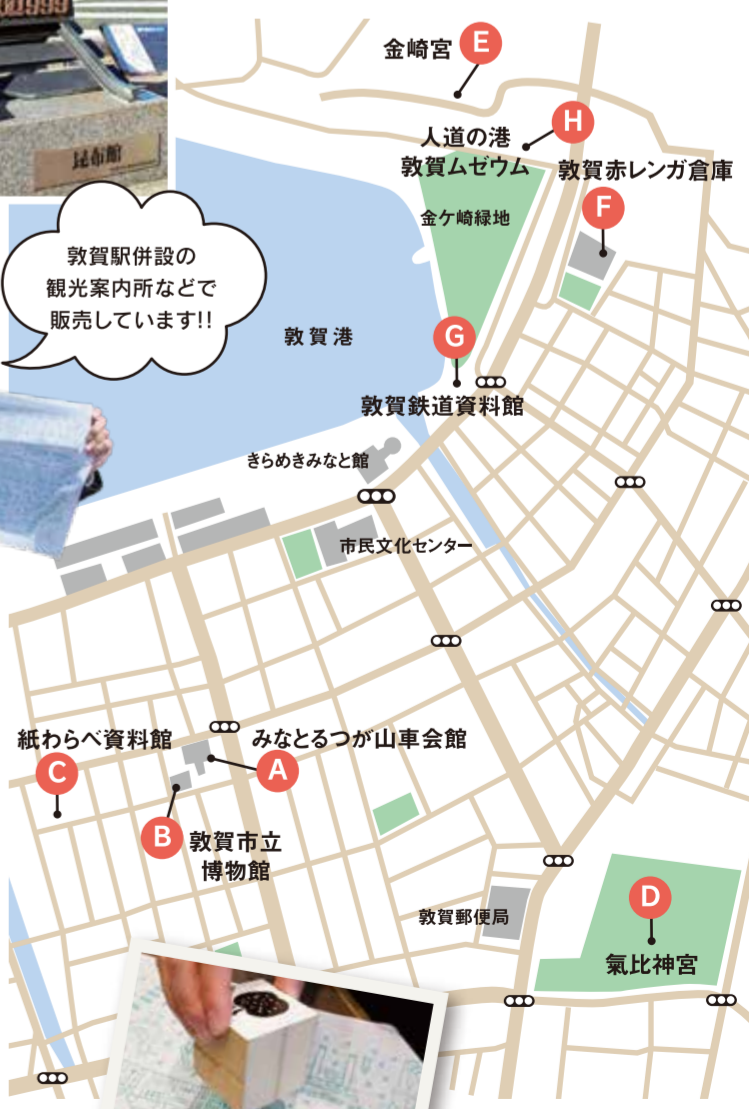 昆布館
敦賀駅併設の
観光案内所などで
販売しています!!
金崎宮
E
H
人道の港
敦賀ムゼウム
敦賀赤レンガ倉庫
F
金ケ崎緑地
敦賀港
G
敦賀鉄道資料館
きらめきみなと館
市民文化センター
紙わらべ資料館
C
みなとつるが山車会館
A
B
敦賀市立
博物館
敦賀郵便局
D
氣比神宮